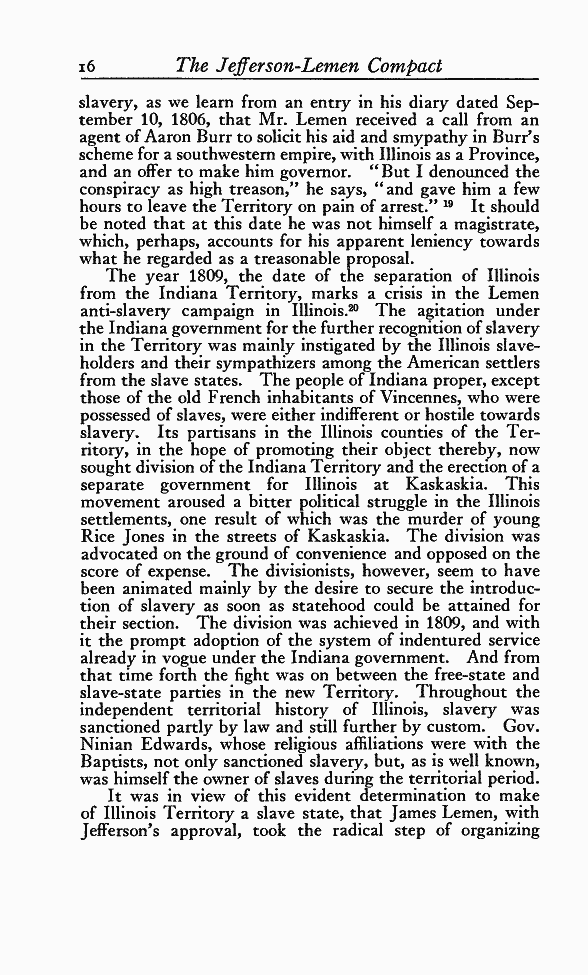 16 The Jefferson-Lemen Compact
slavery, as we learn from an entry in his diary dated Sep-
tember 10, 1806, that Mr. Lemen received a call from an
agent of Aaron Burr to solicit his aid and smypathy in Burr's
scheme for a southwestern empire, with Illinois as a Province,
and an offer to make him governor. "But I denounced the
conspiracy as high treason," he says, "and gave him a few
hours to leave the Territory on pain of arrest." ¹⁹ It should
be noted that at this date he was not himself a magistrate,
which, perhaps, accounts for his apparent leniency towards
what he regarded as a treasonable proposal.
The year 1809, the date of the separation of Illinois
from the Indiana Territory, marks a crisis in the Lemen
anti-slavery campaign in Illinois.²⁰ The agitation under
the Indiana government for the further recognition of slavery
in the Territory was mainly instigated by the Illinois slave-
holders and their sympathizers among the American settlers
from the slave states. The people of Indiana proper, except
those of the old French inhabitants of Vincennes, who were
possessed of slaves, were either indifferent or hostile towards
slavery. Its partisans in the Illinois counties of the Ter-
ritory, in the hope of promoting their object thereby, now
sought division of the Indiana Territory and the erection of a
separate government for Illinois at Kaskaskia. This
movement aroused a bitter political struggle in the Illinois
settlements, one result of which was the murder of young
Rice Jones in the streets of Kaskaskia. The division was
advocated on the ground of convenience and opposed on the
score of expense. The divisionists, however, seem to have
been animated mainly by the desire to secure the introduc-
tion of slavery as soon as statehood could be attained for
their section. The division was achieved in 1809, and with
it the prompt adoption of the system of indentured service
already in vogue under the Indiana government. And from
that time forth the fight was on between the free-state and
slave-state parties in the new Territory. Throughout the
independent territorial history of Illinois, slavery was
sanctioned partly by law and still further by custom. Gov.
Ninian Edwards, whose religious affiliations were with the
Baptists, not only sanctioned slavery, but, as is well known,
was himself the owner of slaves during the territorial period.
It was in view of this evident determination to make
of Illinois Territory a slave state, that James Lemen, with
Jefferson's approval, took the radical step of organizing